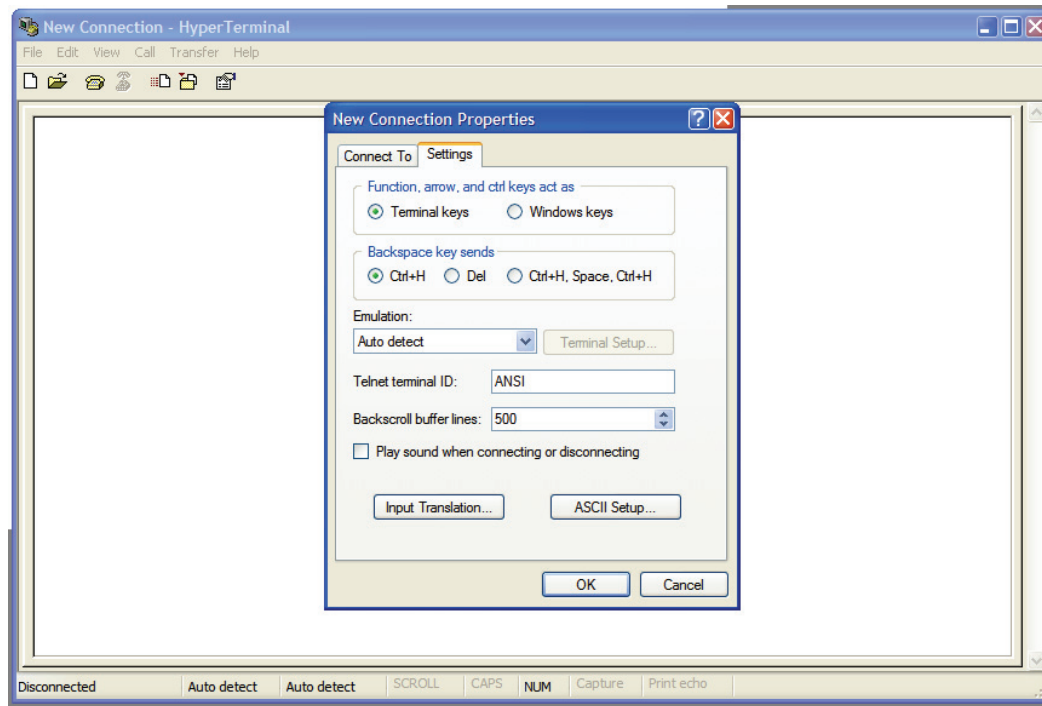 New Connection - HyperTerminal
File Edit View Call Transfer Help
New Connection Properties
Connect To Settings
Function, arrow, and ctrl keys act as
Terminal keys Windows keys
Backspace key sends
Ctrl+H Del Ctrl+H, Space, Ctrl+H
Emulation:
Auto detect Terminal Setup...
Telnet terminal ID: ANSI
Backscroll buffer lines: 500
Play sound when connecting or disconnecting
Input Translation... ASCII Setup...
OK Cancel
Disconnected Auto detect Auto detect SCROLL CAPS NUM Capture Print echo